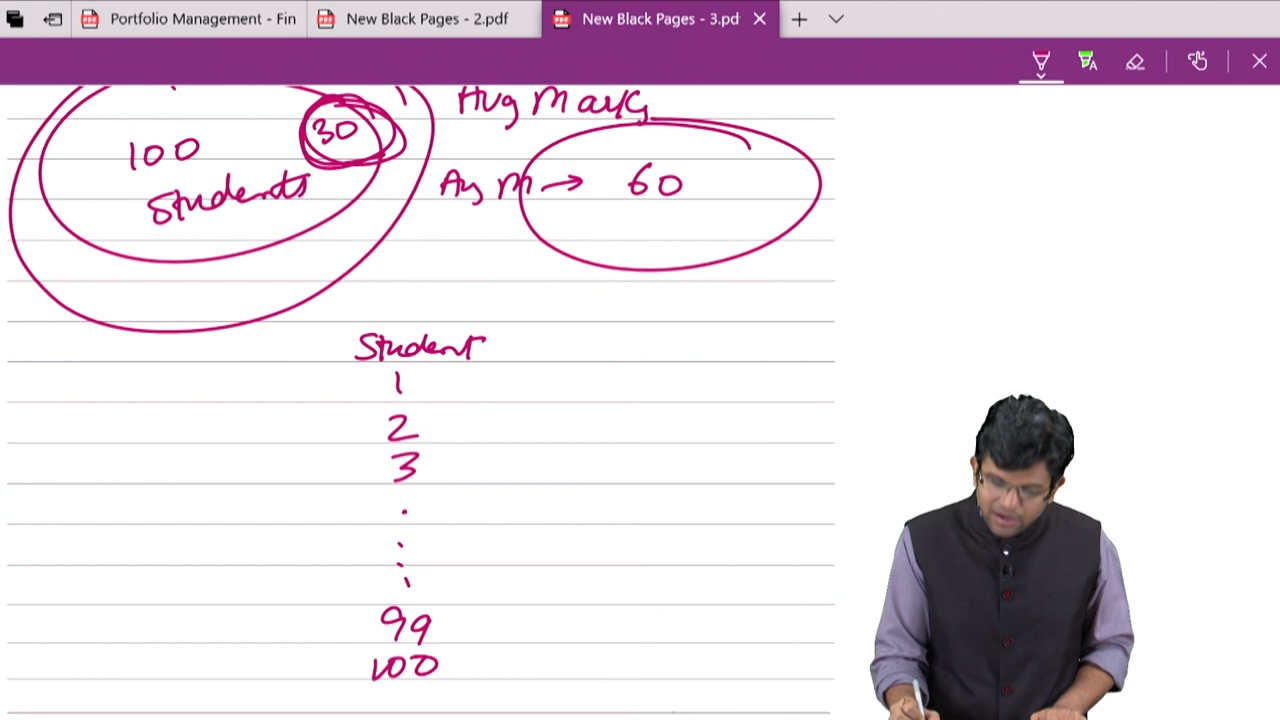 Portfolio Management - Fin
New Black Pages - 2.pdf
New Black Pages - 3.pd
Avg Marks
100
30
Students
Avg M → 60
Student
1
2
3
.
.
.
.
99
100